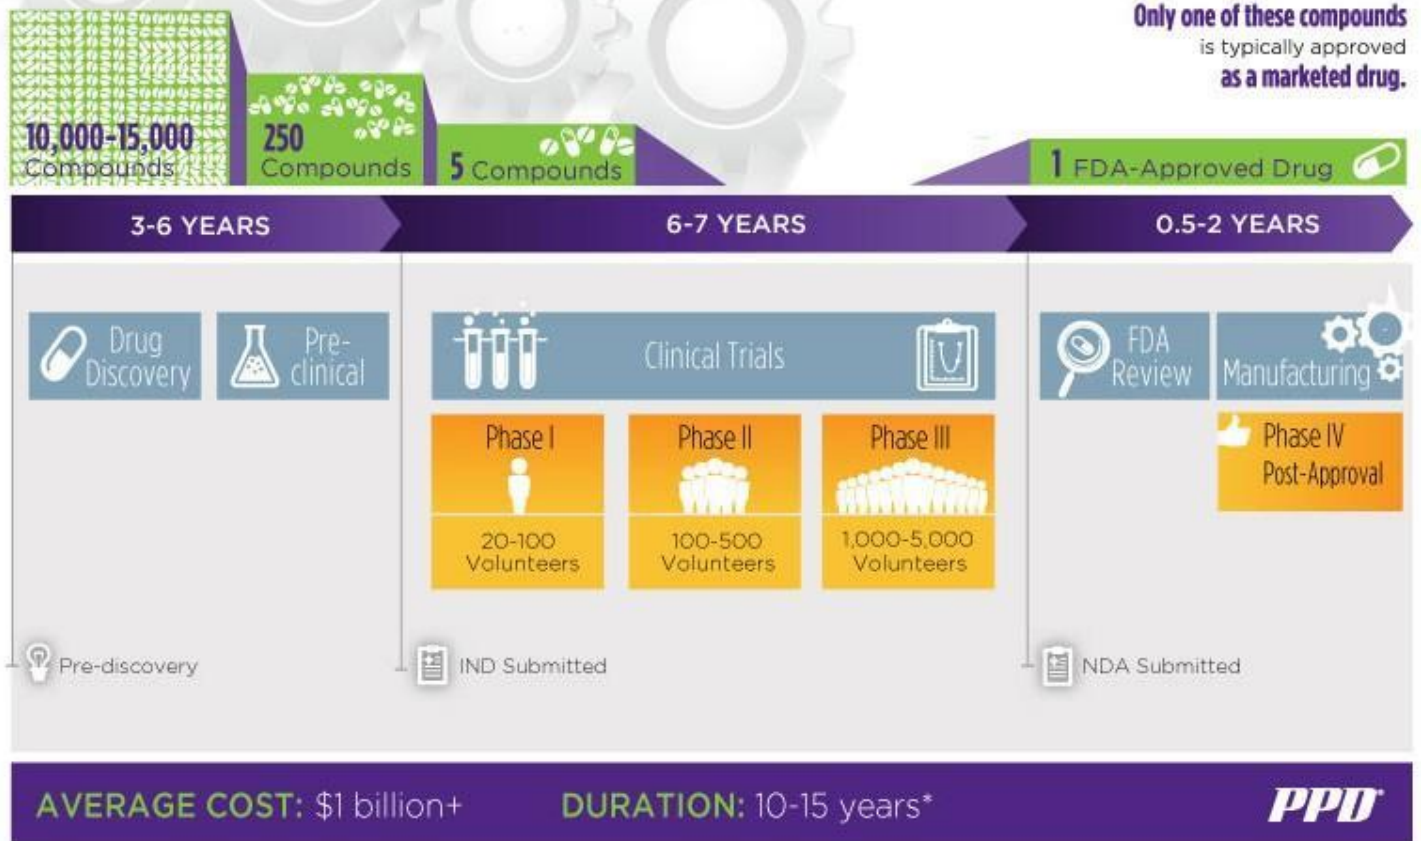 Only one of these compounds
is typically approved
as a marketed drug.
10,000-15,000
Compounds
250
Compounds
5 Compounds
1 FDA-Approved Drug
3-6 YEARS
6-7 YEARS
0.5-2 YEARS
Drug
Discovery
Pre-
clinical
Clinical Trials
FDA
Review
Manufacturing
Phase I
Phase II
Phase III
Phase IV
Post-Approval
20-100
Volunteers
100-500
Volunteers
1,000-5,000
Volunteers
Pre-discovery
IND Submitted
NDA Submitted
AVERAGE COST: $1 billion+
DURATION: 10-15 years*
PPD